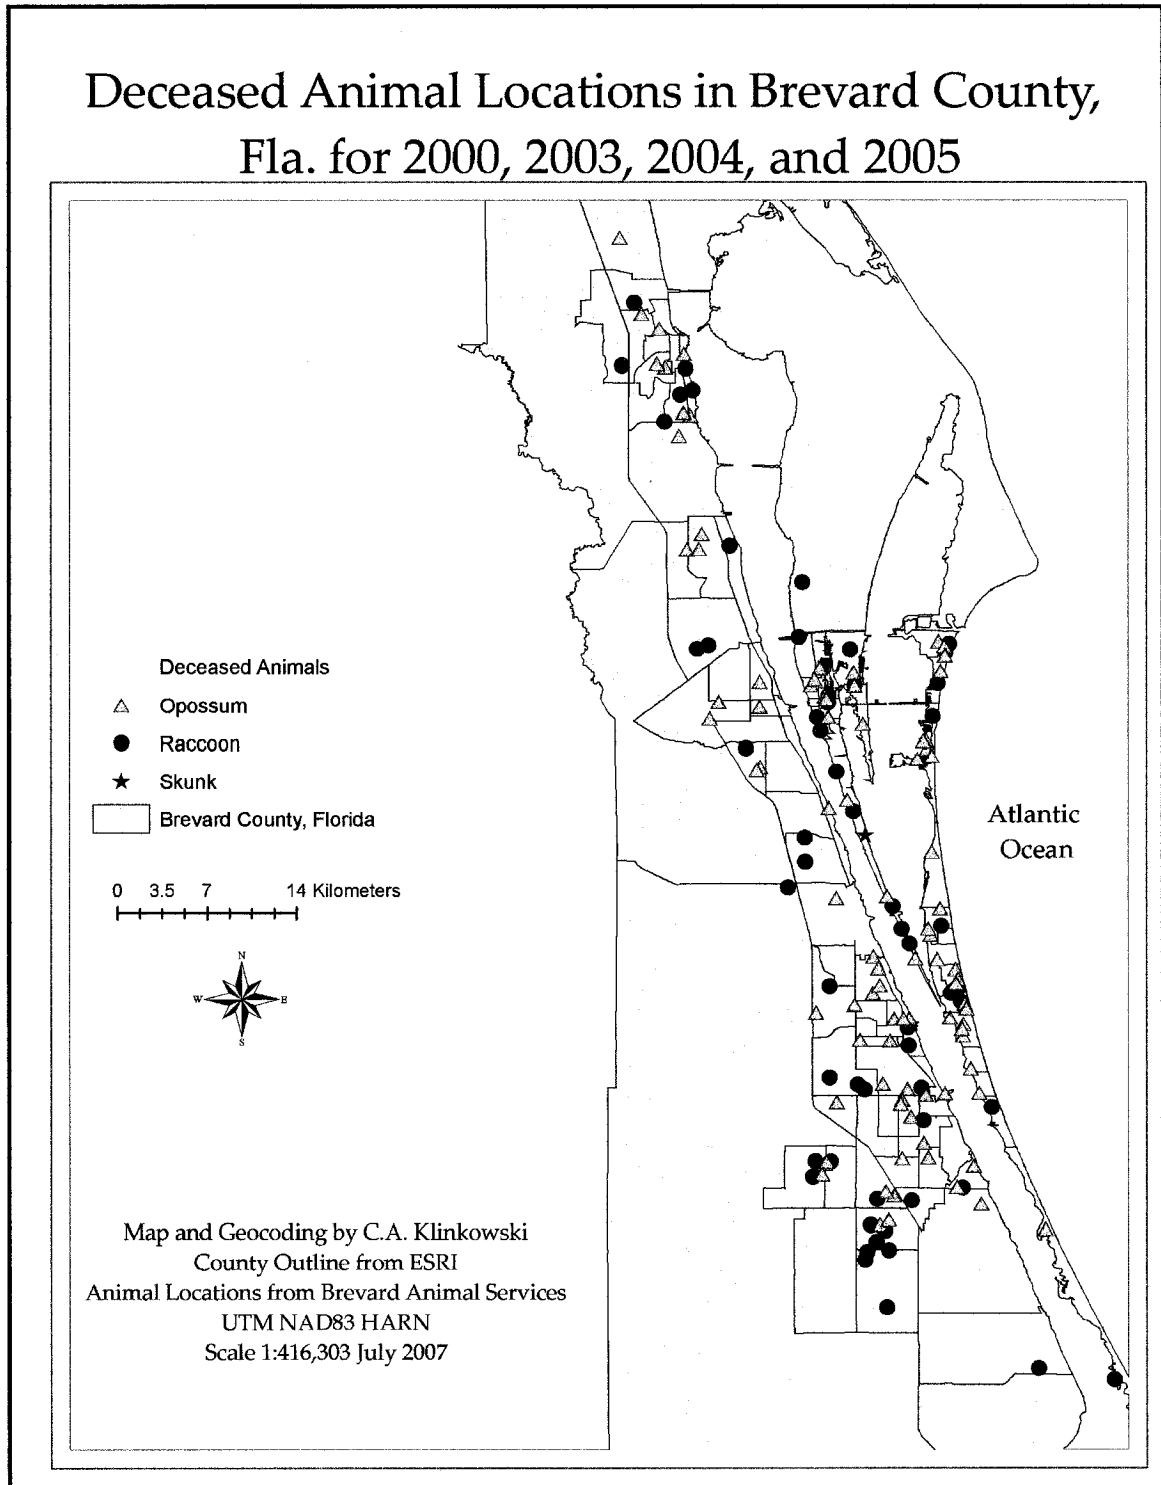 Deceased Animal Locations in Brevard County,
Fla. for 2000, 2003, 2004, and 2005
Deceased Animals
Opossum
Raccoon
Skunk
Brevard County, Florida
0 3.5 7 14 Kilometers
N
W E
S
Atlantic
Ocean
Map and Geocoding by C.A. Klinkowski
County Outline from ESRI
Animal Locations from Brevard Animal Services
UTM NAD83 HARN
Scale 1:416,303 July 2007